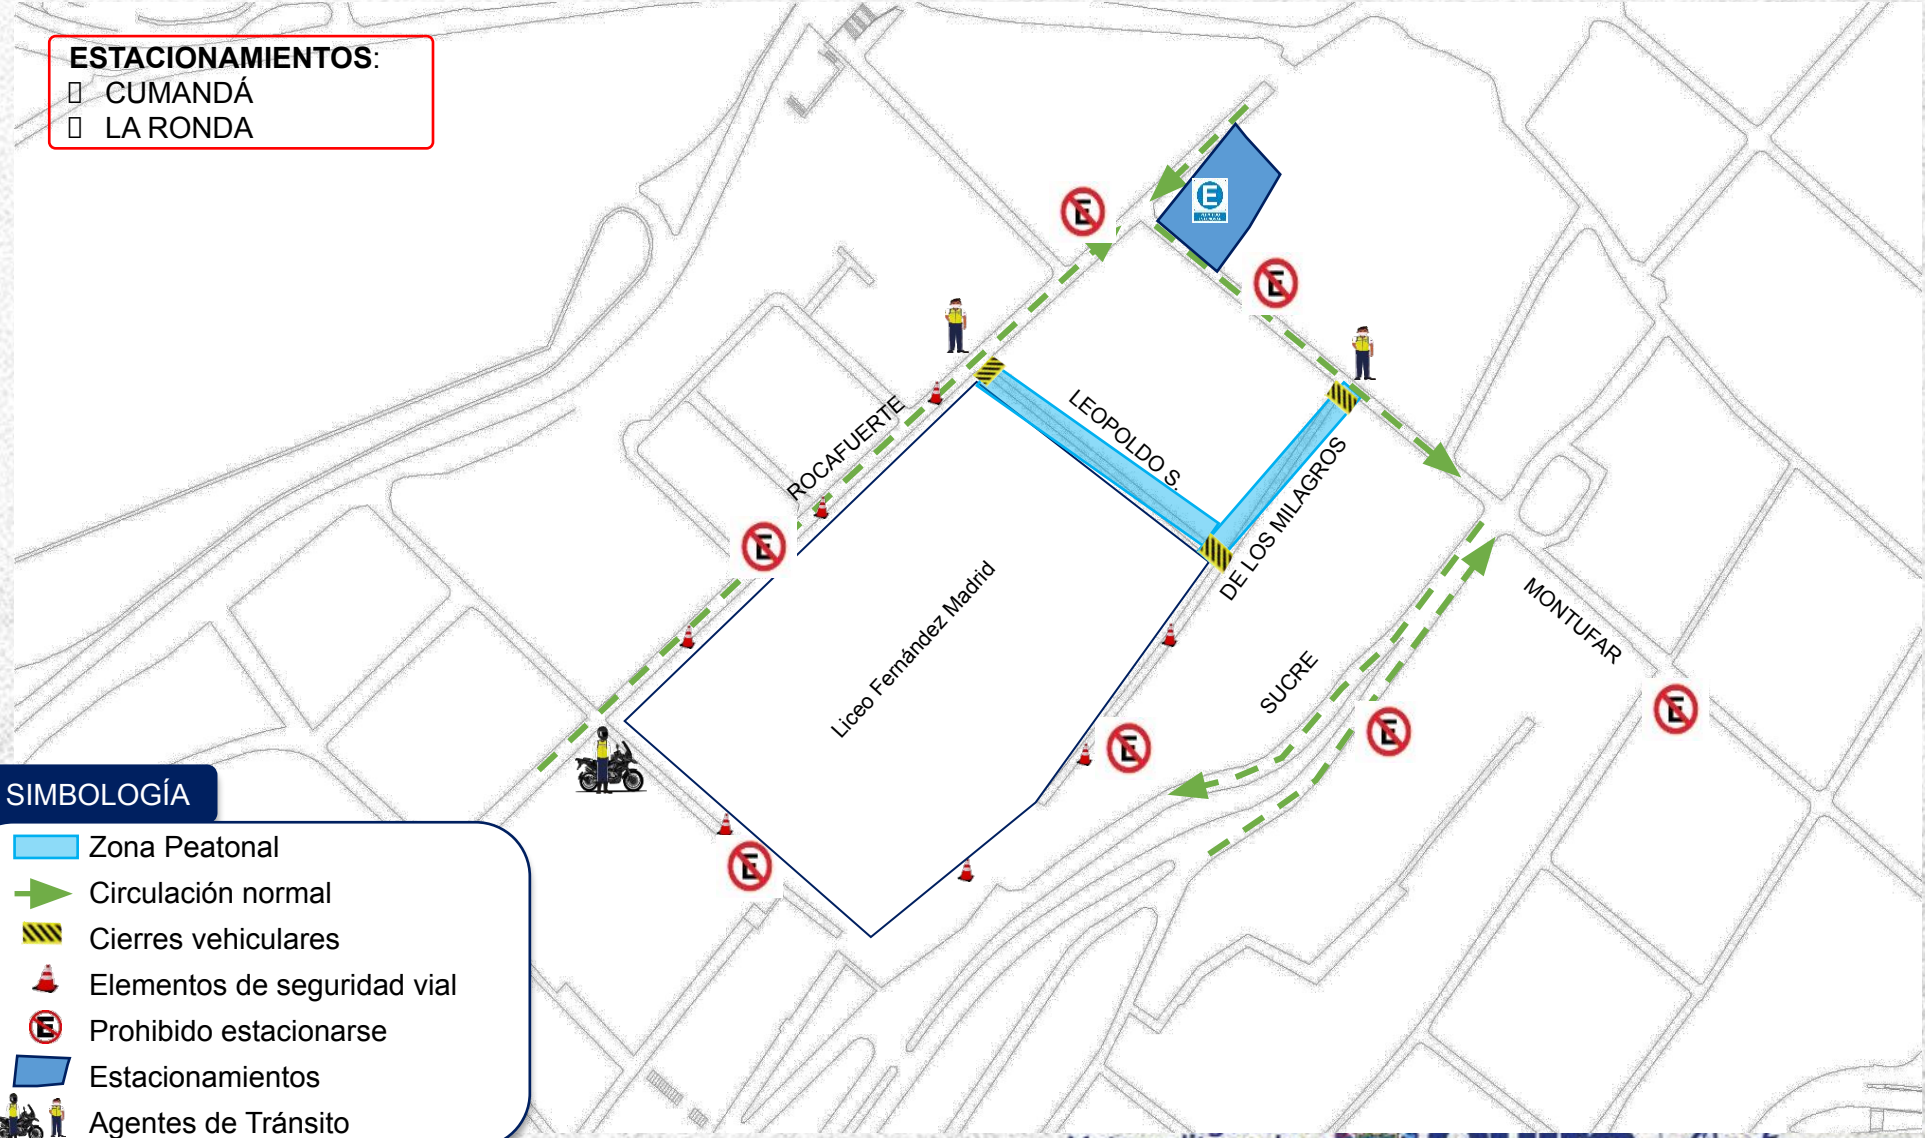 ESTACIONAMIENTOS:
CUMANDÁ
LA RONDA
E
E
E
ROCAFUERTE
LEOPOLDO S.
DE LOS MILAGROS
E
Liceo Fernández Madrid
MONTUFAR
SUCRE
E
E
E
E
SIMBOLOGÍA
Zona Peatonal
Circulación normal
Cierres vehiculares
Elementos de seguridad vial
E
Prohibido estacionarse
Estacionamientos
Agentes de Tránsito